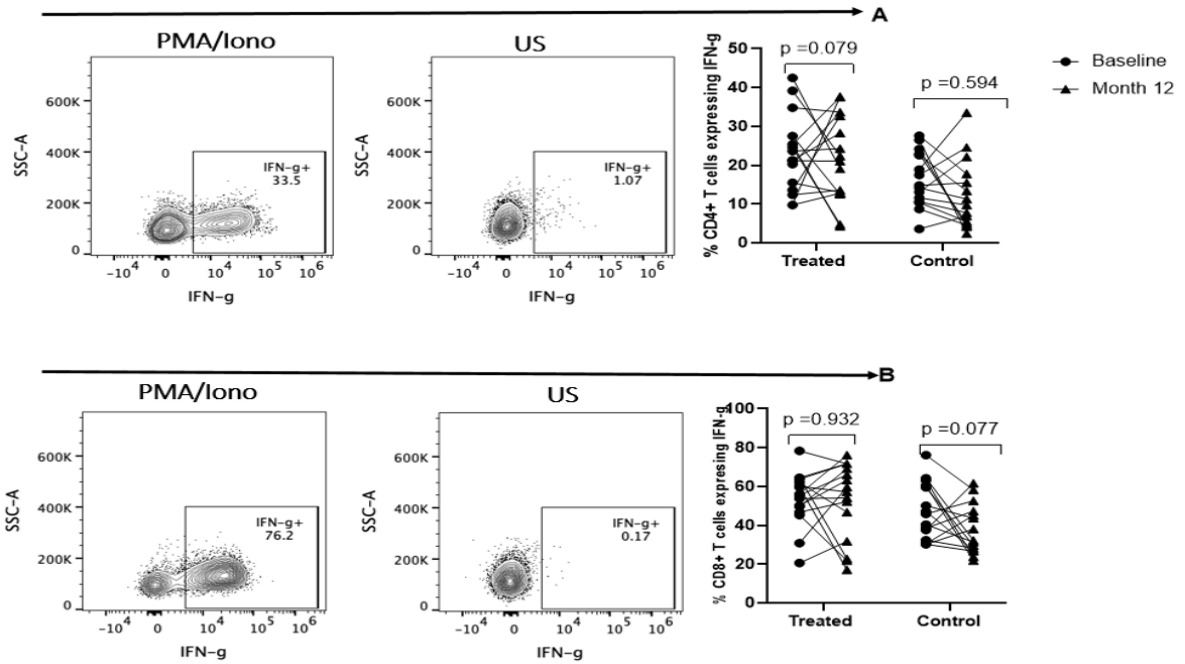 A
PMA/Iono
US
SSC-A
600K
400K
200K
0
IFN-g+
33.5
-10^4 0 10^4 10^5 10^6
IFN-g
SSC-A
600K
400K
200K
0
IFN-g+
1.07
-10^4 0 10^4 10^5 10^6
IFN-g
% CD4+ T cells expressing IFN-g
50
40
30
20
10
0
p =0.079
p =0.594
Treated Control
Baseline
Month 12
B
PMA/Iono
US
SSC-A
600K
400K
200K
0
IFN-g+
76.2
-10^4 0 10^4 10^5 10^6
IFN-g
SSC-A
600K
400K
200K
0
IFN-g+
0.17
-10^4 0 10^4 10^5 10^6
IFN-g
% CD8+ T cells expresing IFN-g
100
80
60
40
20
0
p =0.932
p =0.077
Treated Control